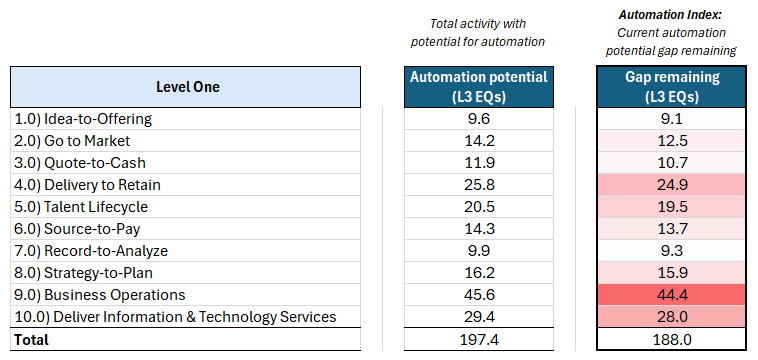 Total activity with
potential for automation
Automation Index:
Current automation
potential gap remaining
Level One
Automation potential
(L3 EQs)
Gap remaining
(L3 EQs)
1.0) Idea-to-Offering 9.6 9.1
2.0) Go to Market 14.2 12.5
3.0) Quote-to-Cash 11.9 10.7
4.0) Delivery to Retain 25.8 24.9
5.0) Talent Lifecycle 20.5 19.5
6.0) Source-to-Pay 14.3 13.7
7.0) Record-to-Analyze 9.9 9.3
8.0) Strategy-to-Plan 16.2 15.9
9.0) Business Operations 45.6 44.4
10.0) Deliver Information & Technology Services 29.4 28.0
Total 197.4 188.0